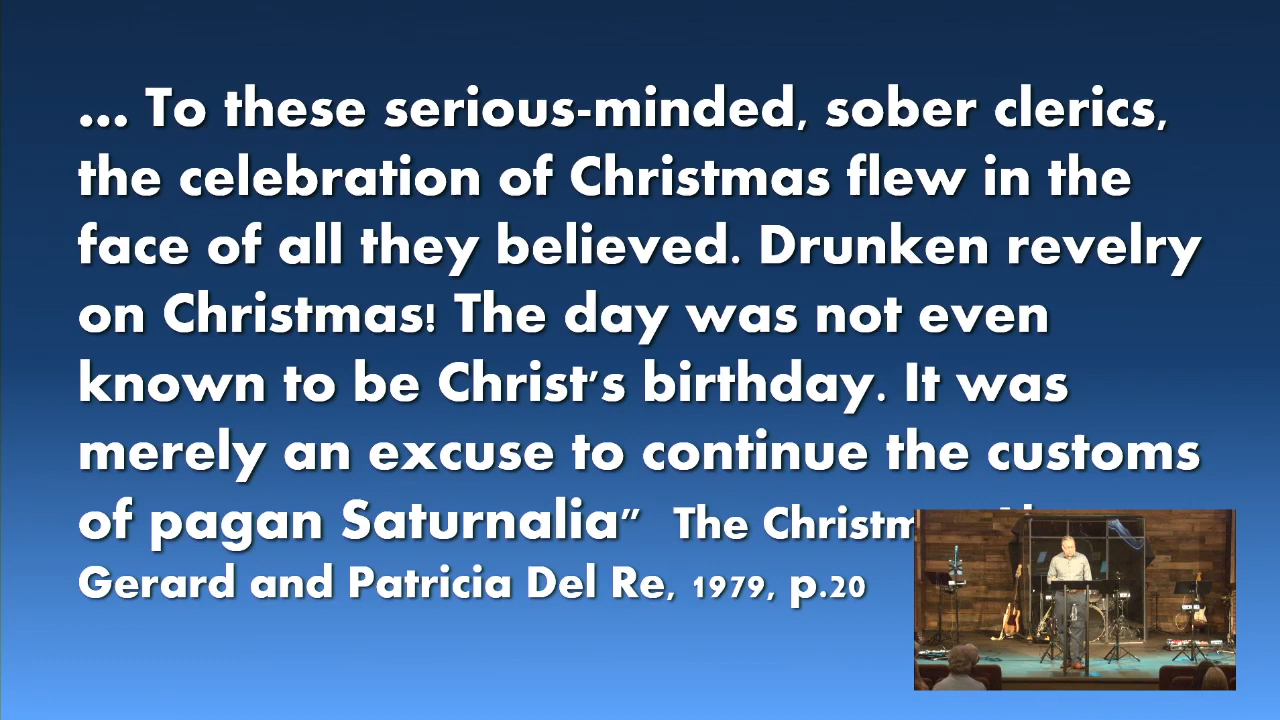 ... To these serious-minded, sober clerics,
the celebration of Christmas flew in the
face of all they believed. Drunken revelry
on Christmas! The day was not even
known to be Christ's birthday. It was
merely an excuse to continue the customs
of pagan Saturnalia” The
Gerard and Patricia Del Re, 1979, p.20